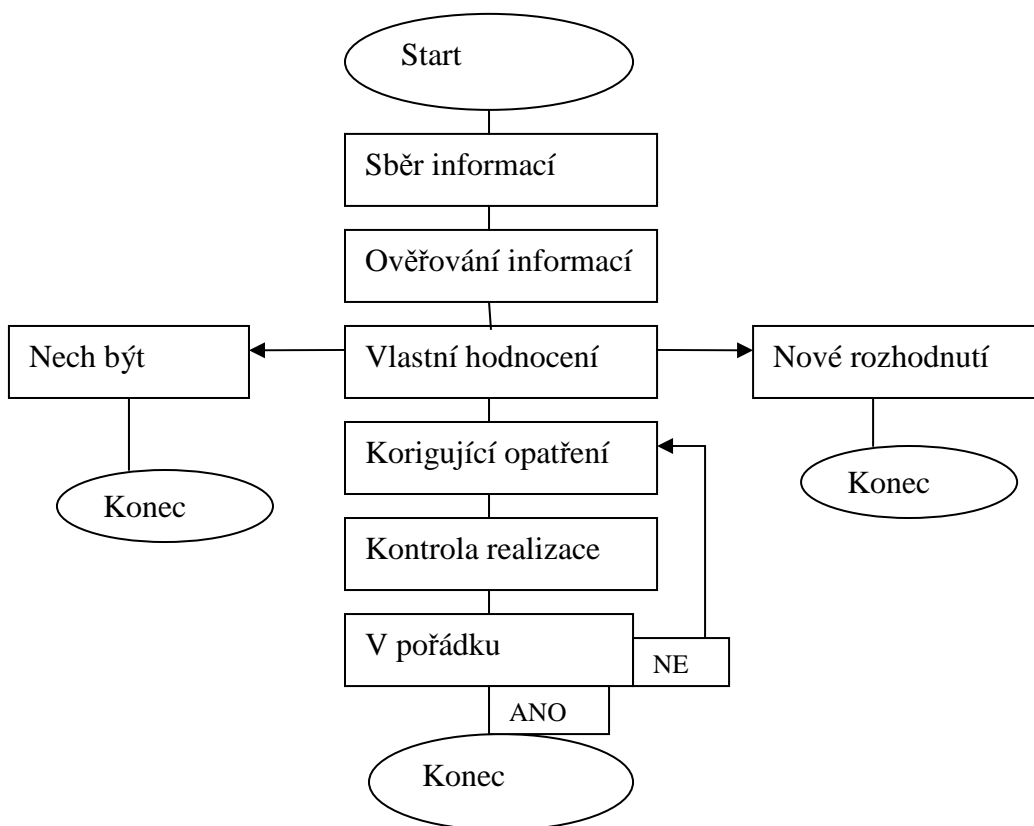 Start
Sběr informací
Ověřování informací
Nech být
Vlastní hodnocení
Nové rozhodnutí
Korigující opatření
Konec
Konec
Kontrola realizace
V pořádku
NE
ANO
Konec